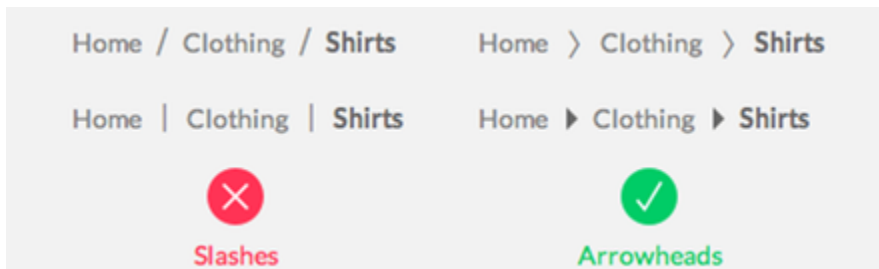 Home / Clothing / Shirts
Home | Clothing | Shirts
Slashes
Home 〉 Clothing 〉 Shirts
Home ▶ Clothing ▶ Shirts
Arrowheads